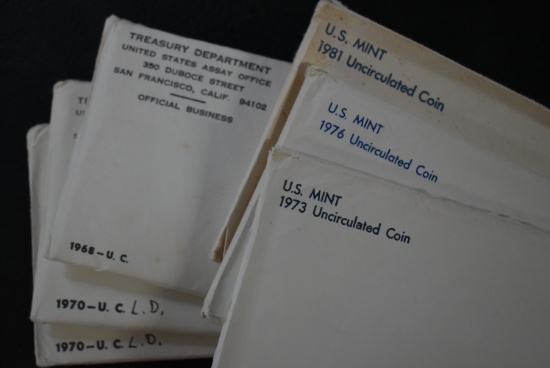 TREASURY DEPARTMENT
UNITED STATES ASSAY OFFICE
350 DUBOCE STREET
SAN FRANCISCO, CALIF. 94102
OFFICIAL BUSINESS
1968-U.C.
1970-U.C. L.D.
1970-U.C. L.D.
U.S. MINT
1981 Uncirculated Coin
U.S. MINT
1976 Uncirculated Coin
U.S. MINT
1973 Uncirculated Coin